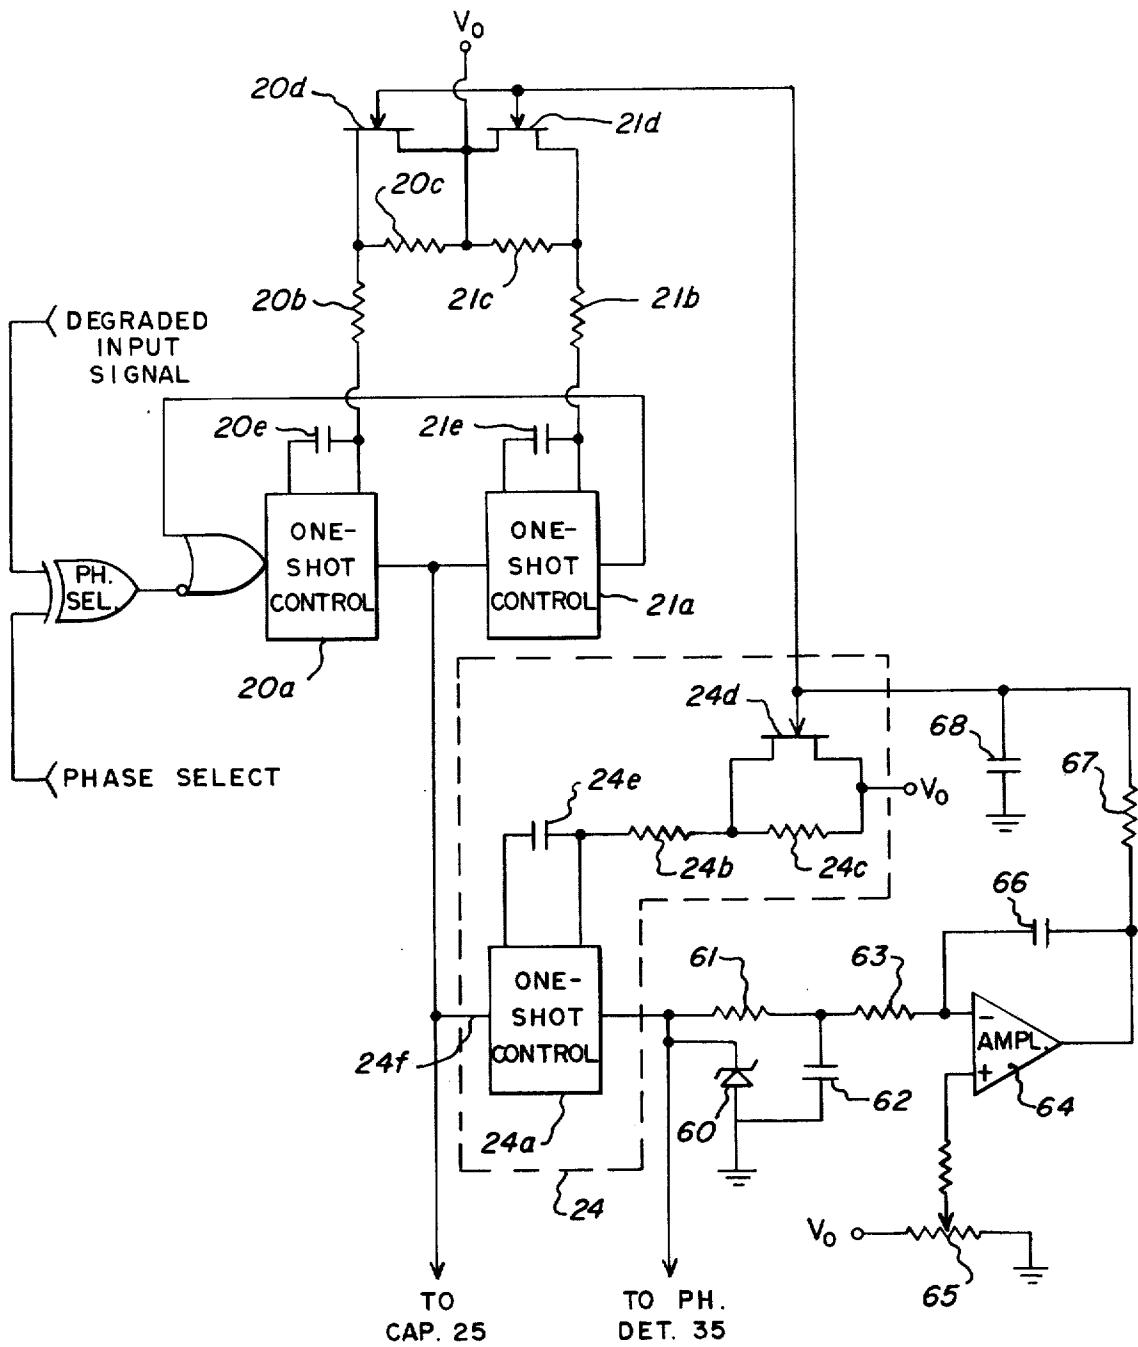 V0
20d
21d
20c
20b
21c
21b
DEGRADED
INPUT
SIGNAL
20e
21e
ONE-
SHOT
CONTROL
ONE-
SHOT
CONTROL
PH.
SEL.
21a
20a
24d
68
67
PHASE SELECT
24e
V0
24b
24c
66
61
63
ONE-
SHOT
CONTROL
-
AMPL.
+
24f
60
62
64
24a
24
V0
65
TO
CAP. 25
TO PH.
DET. 35